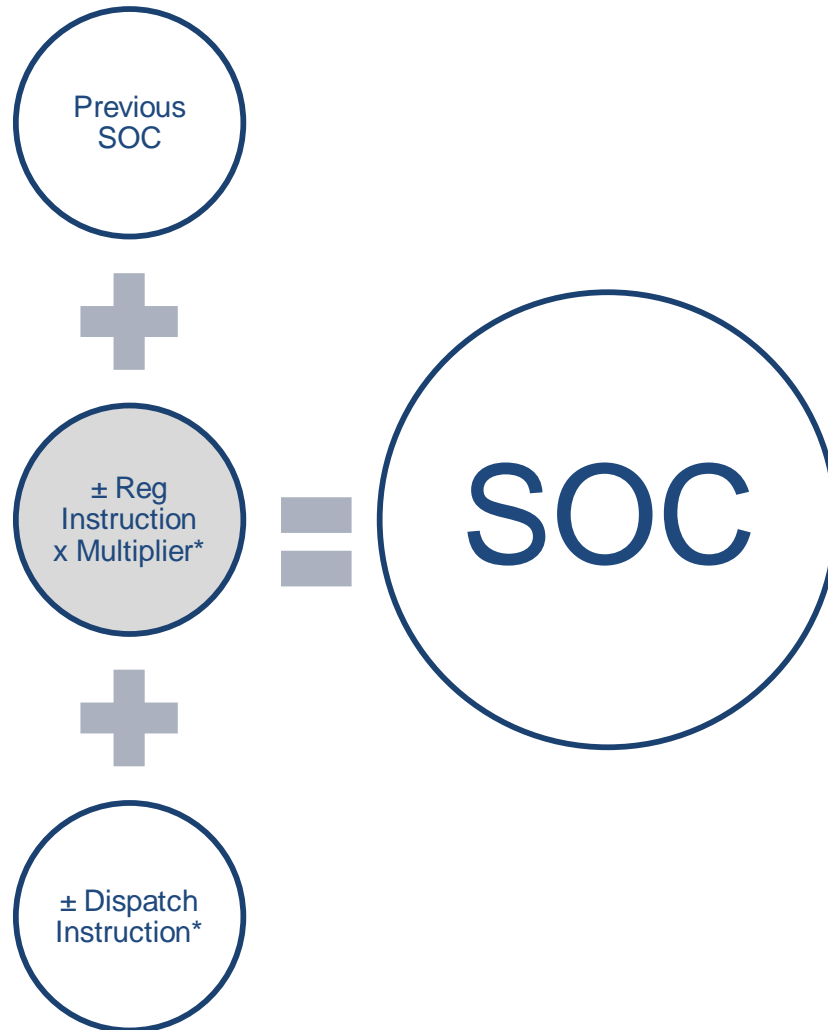 Previous
SOC
± Reg
Instruction
x Multiplier*
± Dispatch
Instruction*
SOC